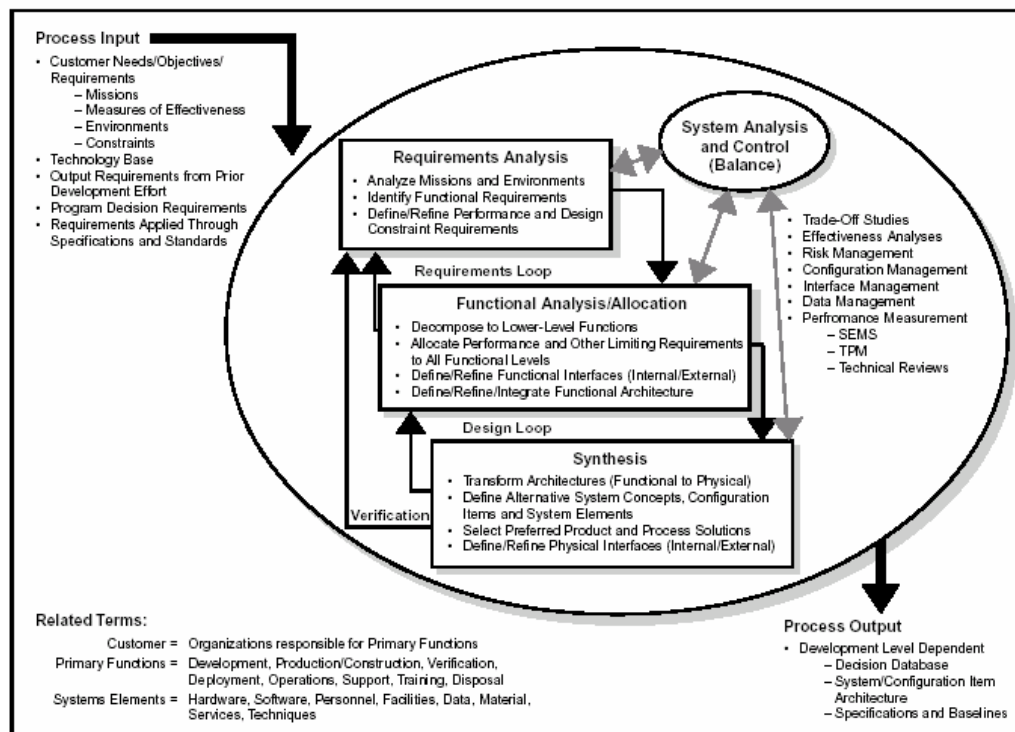 Process Input
• Customer Needs/Objectives/
Requirements
– Missions
– Measures of Effectiveness
– Environments
– Constraints
• Technology Base
• Output Requirements from Prior
Development Effort
• Program Decision Requirements
• Requirements Applied Through
Specifications and Standards
System Analysis
and Control
(Balance)
Requirements Analysis
• Analyze Missions and Environments
• Identify Functional Requirements
• Define/Refine Performance and Design
Constraint Requirements
• Trade-Off Studies
• Effectiveness Analyses
• Risk Management
• Configuration Management
• Interface Management
• Data Management
• Perfromance Measurement
– SEMS
– TPM
– Technical Reviews
Requirements Loop
Functional Analysis/Allocation
• Decompose to Lower-Level Functions
• Allocate Performance and Other Limiting Requirements
to All Functional Levels
• Define/Refine Functional Interfaces (Internal/External)
• Define/Refine/Integrate Functional Architecture
Design Loop
Synthesis
• Transform Architectures (Functional to Physical)
• Define Alternative System Concepts, Configuration
Items and System Elements
• Select Preferred Product and Process Solutions
• Define/Refine Physical Interfaces (Internal/External)
Verification
Related Terms:
Customer = Organizations responsible for Primary Functions
Primary Functions = Development, Production/Construction, Verification,
Deployment, Operations, Support, Training, Disposal
Systems Elements = Hardware, Software, Personnel, Facilities, Data, Material,
Services, Techniques
Process Output
• Development Level Dependent
– Decision Database
– System/Configuration Item
Architecture
– Specifications and Baselines